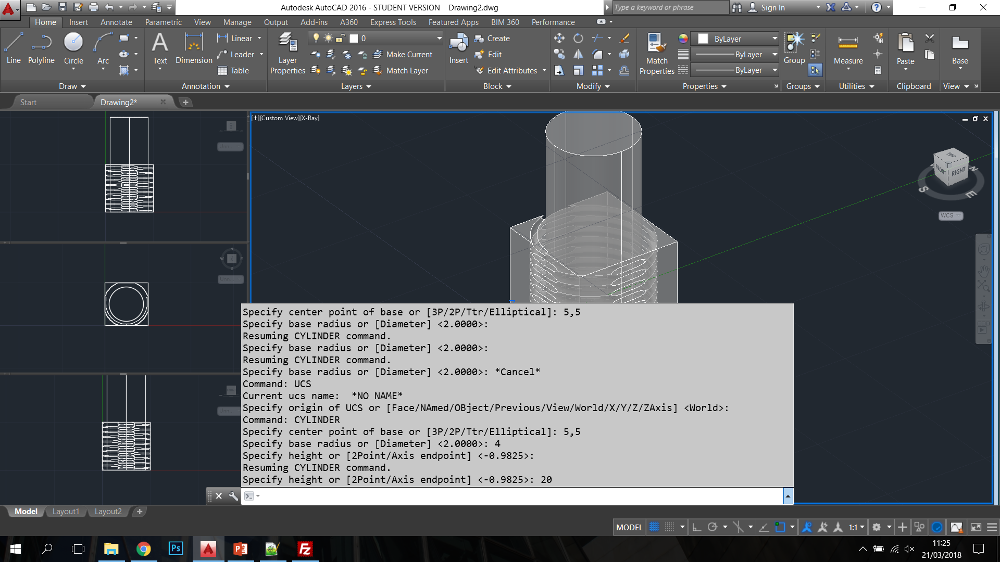 Autodesk AutoCAD 2016 - STUDENT VERSION Drawing2.dwg
Type a keyword or phrase
Sign In
Home Insert Annotate Parametric View Manage Output Add-ins A360 Express Tools Featured Apps BIM 360 Performance
Line Polyline Circle Arc
Text Dimension
Linear
Leader
Table
Layer Properties
0
Make Current
Match Layer
Insert
Create
Edit
Edit Attributes
Match Properties
ByLayer
ByLayer
ByLayer
Group
Measure
Paste
Base
Draw Annotation Layers Block Modify Properties Groups Utilities Clipboard View
Start Drawing2*
[+][Custom View][X-Ray]
TOP
FRONT
RIGHT
N
S
E
WCS
N
W
E
S
Specify center point of base or [3P/2P/Ttr/Elliptical]: 5,5
Specify base radius or [Diameter] <2.0000>:
Resuming CYLINDER command.
Specify base radius or [Diameter] <2.0000>:
Resuming CYLINDER command.
Specify base radius or [Diameter] <2.0000>: *Cancel*
Command: UCS
Current ucs name:  *NO NAME*
Specify origin of UCS or [Face/NAmed/OBject/Previous/View/World/X/Y/Z/ZAxis] <World>:
Command: CYLINDER
Specify center point of base or [3P/2P/Ttr/Elliptical]: 5,5
Specify base radius or [Diameter] <2.0000>: 4
Specify height or [2Point/Axis endpoint] <-0.9825>:
Resuming CYLINDER command.
Specify height or [2Point/Axis endpoint] <-0.9825>: 20
Model Layout1 Layout2
MODEL
1:1
Ps
11:25
21/03/2018